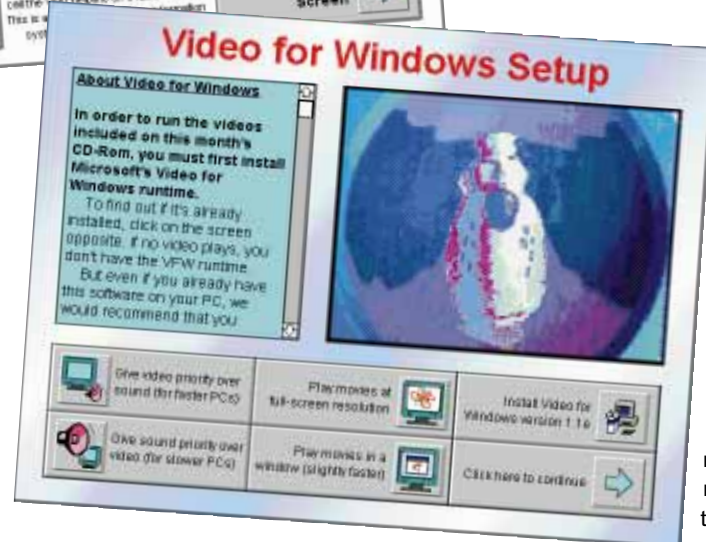 This is a
Screen
Video for Windows Setup
About Video for Windows
In order to run the videos
included on this month's
CD-Rom, you must first install
Microsoft's Video for
Windows runtime.
To find out if it's already
installed, click on the screen
opposite. If no video plays, you
don't have the VFW runtime
But even if you already have
this software on your PC, we
would recommend that you
Give video priority over
sound (for faster PCs)
Play movies at
full-screen resolution
Install Video for
Windows version 1.1e
Give sound priority over
video (for slower PCs)
Play movies in a
window (slightly faster)
Click here to continue